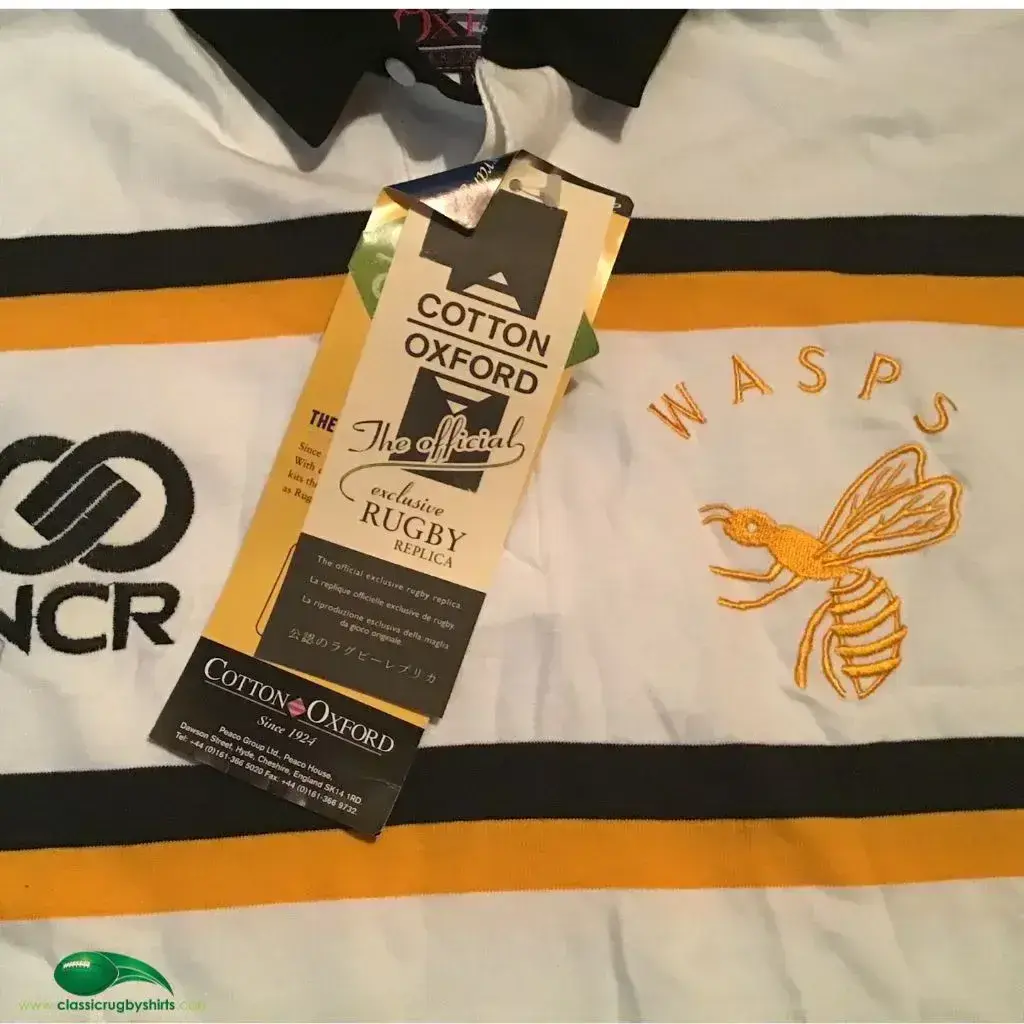 COTTON
OXFORD
The official
exclusive
RUGBY
REPLICA
The official exclusive rugby replica.
La replique officielle exclusive de rugby.
La riproduzione esclusiva della maglia
da gioco originale.
公認のラグビーレプリカ
THE
Since
With a
kits the
as Rug
COTTON OXFORD
Since 1924
Peaco Group Ltd., Peaco House,
Dawson Street, Hyde, Cheshire, England SK14 1RD.
Tel: +44 (0)161-366 5020 Fax: +44 (0)161-366 9732.
WASPS
NCR
www.classicrugbyshirts.com